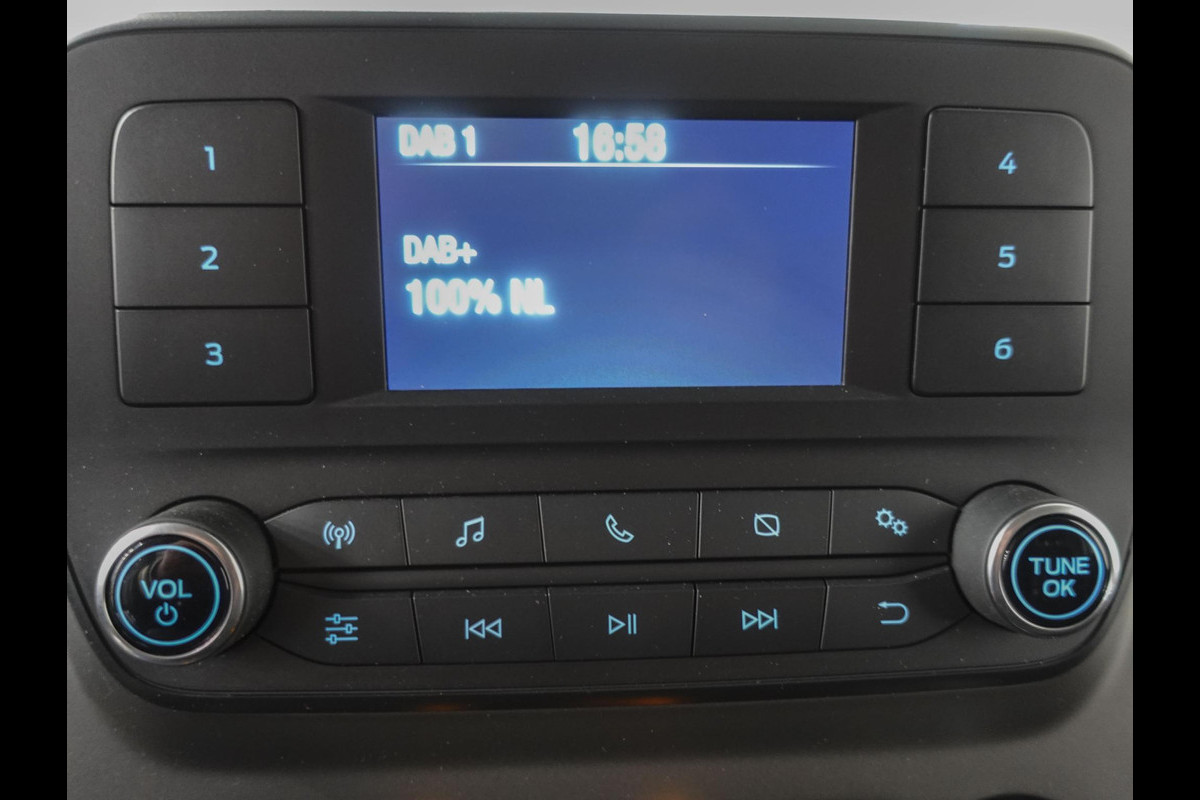 1
2
3
DAB 1 16:58
DAB+
100% NL
4
5
6
VOL
TUNE
OK